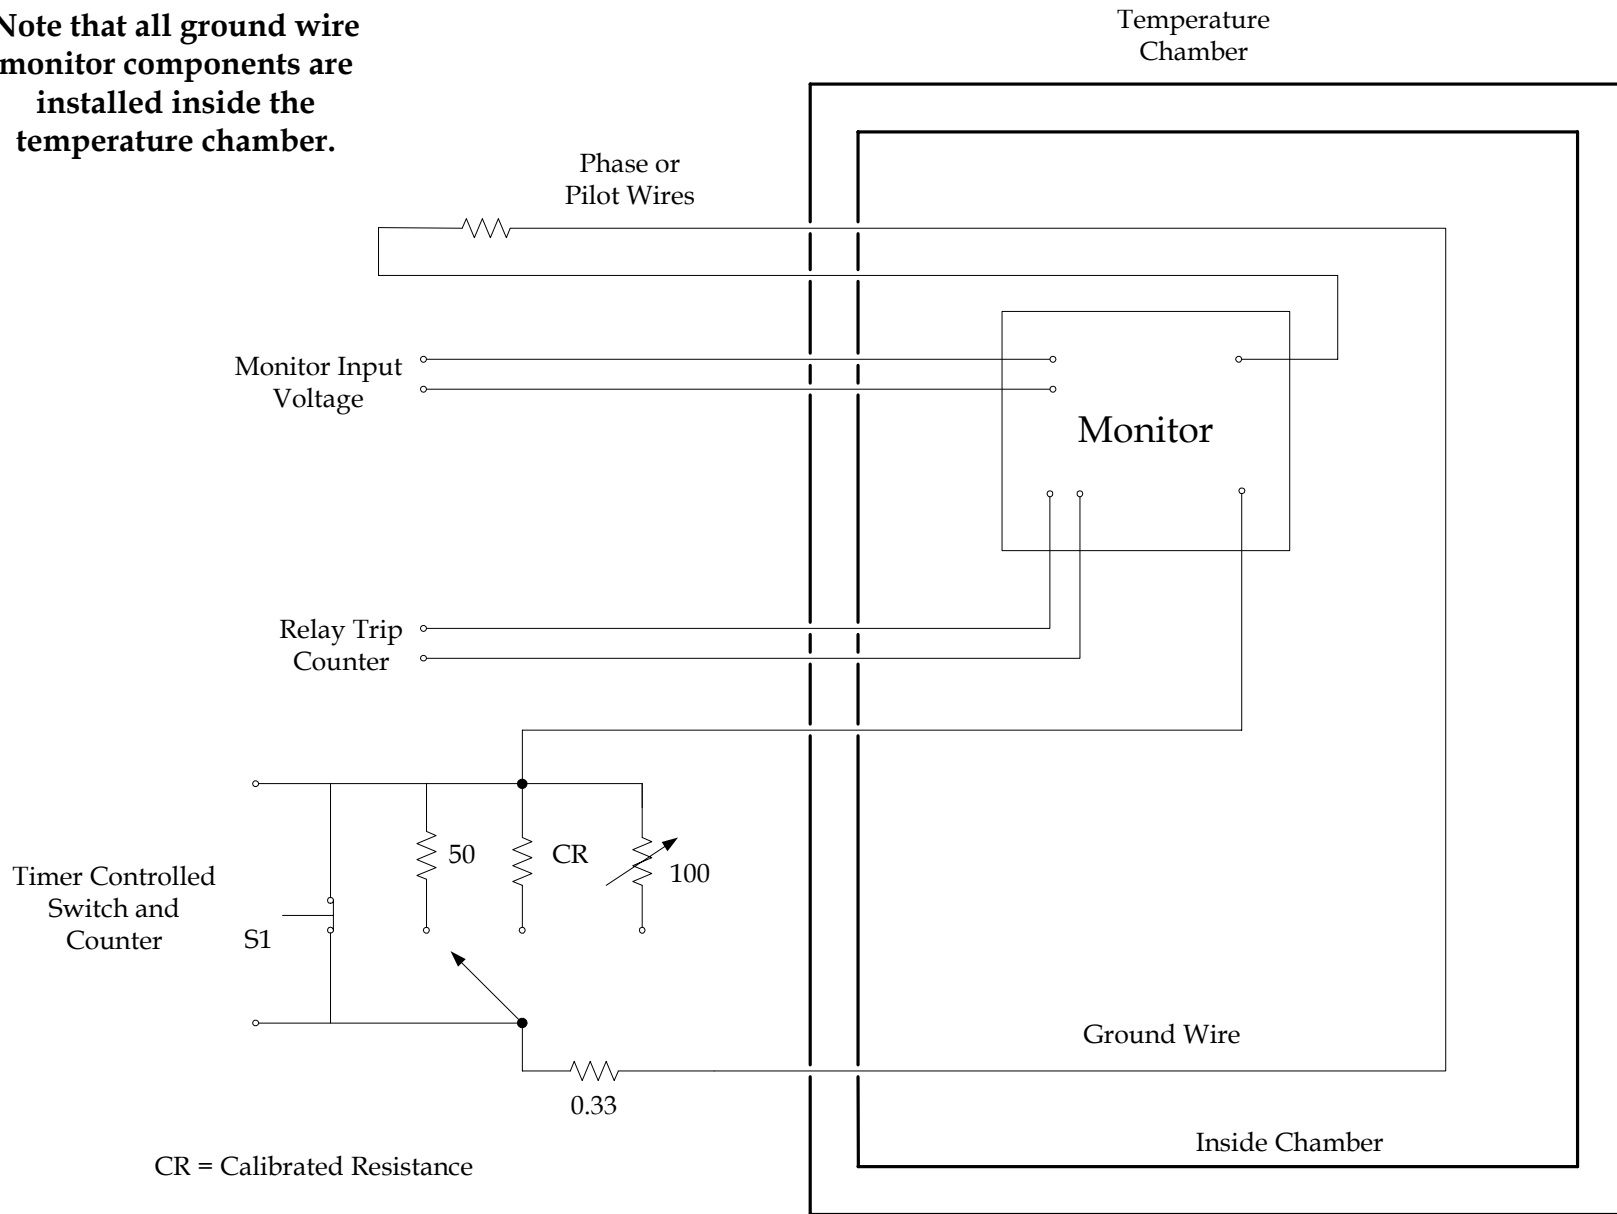 Note that all ground wire
monitor components are
installed inside the
temperature chamber.
Temperature
Chamber
Phase or
Pilot Wires
Monitor Input
Voltage
Monitor
Relay Trip
Counter
50
CR
100
Timer Controlled
Switch and
Counter
S1
Ground Wire
0.33
Inside Chamber
CR = Calibrated Resistance